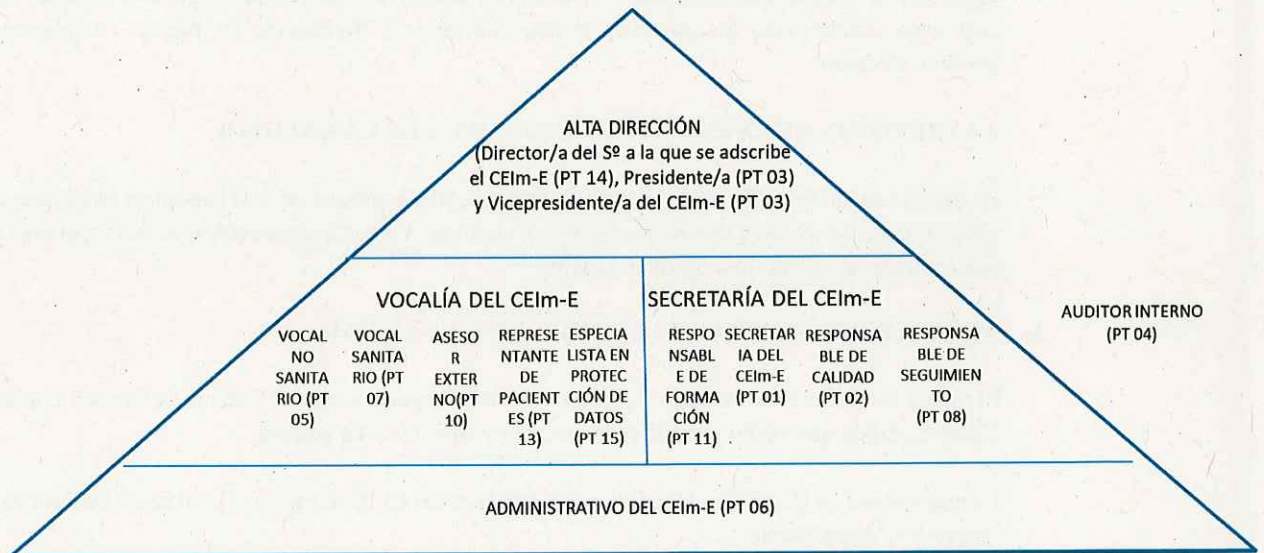 ALTA DIRECCIÓN
(Director/a del Sº a la que se adscribe
el CEIm-E (PT 14), Presidente/a (PT 03)
y Vicepresidente/a del CEIm-E (PT 03)
VOCALÍA DEL CEIm-E
VOCAL
NO
SANITA
RIO (PT
05)
VOCAL
SANITA
RIO (PT
07)
ASESO
R
EXTER
NO(PT
10)
REPRESE
NTANTE
DE
PACIENT
ES (PT
13)
ESPECIA
LISTA EN
PROTEC
CIÓN DE
DATOS
(PT 15)
SECRETARÍA DEL CEIm-E
RESPO
NSABL
E DE
FORMA
CIÓN
(PT 11)
SECRETAR
IA DEL
CEIm-E
(PT 01)
RESPONSA
BLE DE
CALIDAD
(PT 02)
RESPONSA
BLE DE
SEGUIMIEN
TO
(PT 08)
AUDITOR INTERNO
(PT 04)
ADMINISTRATIVO DEL CEIm-E (PT 06)